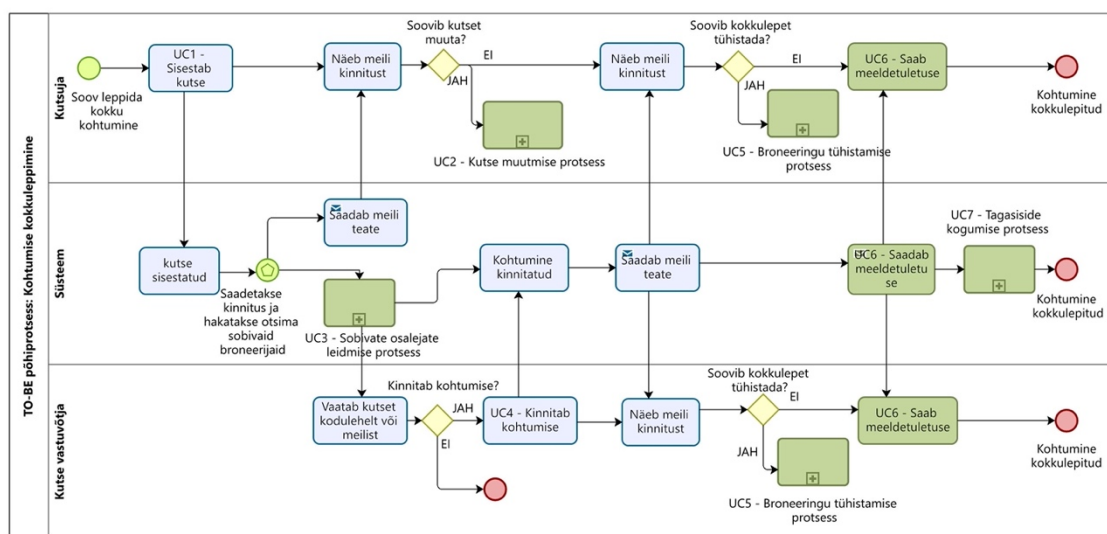 TO-BE põhiprotsess: Kohtumise kokkuleppimine
Kutsuja
Soov leppida
kokku
kohtumine
UC1 -
Sisestab
kutse
Näeb meili
kinnitust
Soovib kutset
muuta?
EI
JAH
UC2 - Kutse muutmise protsess
Näeb meili
kinnitust
Soovib kokkulepet
tühistada?
EI
JAH
UC5 - Broneeringu tühistamise
protsess
UC6 - Saab
meeldetuletuse
Kohtumine
kokkulepitud
Süsteem
kutse
sisestatud
Saadetakse
kinnitus ja
hakatakse otsima
sobivaid
broneerijaid
Saadab meili
teate
UC3 - Sobivate osalejate
leidmise protsess
Kohtumine
kinnitatud
Saadab meili
teate
UC6 - Saadab
meeldetuletu
se
UC7 - Tagasiside
kogumise protsess
Kohtumine
kokkulepitud
Kutse vastuvõtja
Vaatab kutset
kodulehelt või
meilist
Kinnitab kohtumise?
JAH
EI
UC4 - Kinnitab
kohtumise
Näeb meili
kinnitust
Soovib kokkulepet
tühistada?
EI
JAH
UC5 - Broneeringu tühistamise
protsess
UC6 - Saab
meeldetuletuse
Kohtumine
kokkulepitud